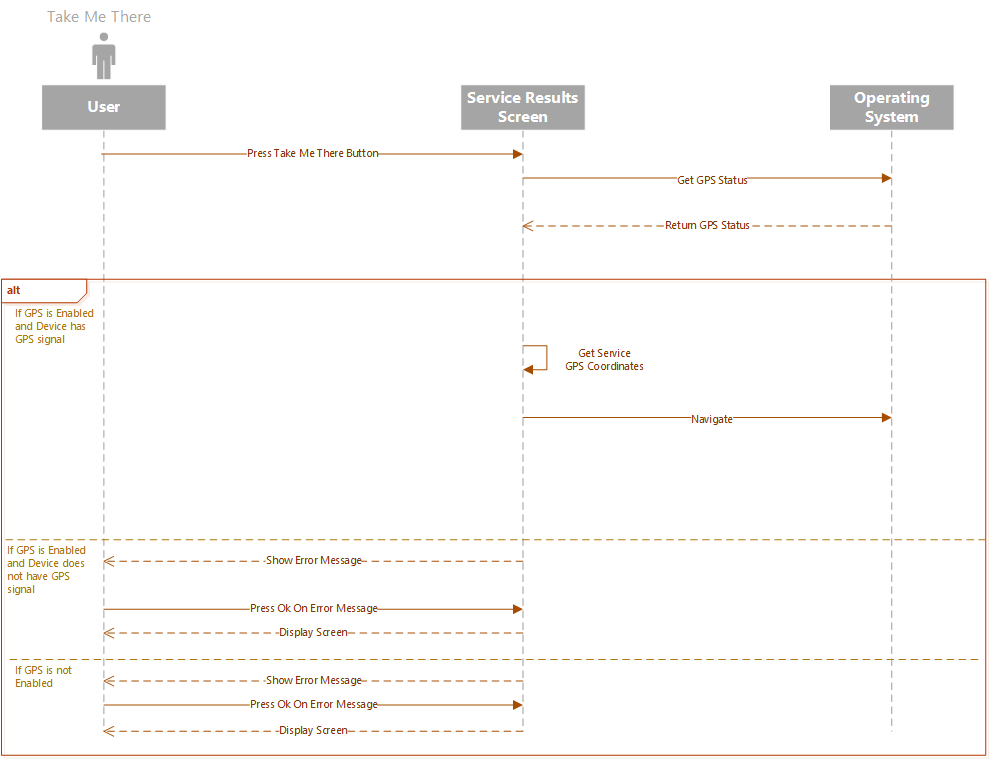 Take Me There
User
Service Results
Screen
Operating
System
Press Take Me There Button
Get GPS Status
Return GPS Status
alt
If GPS is Enabled
and Device has
GPS signal
Get Service
GPS Coordinates
Navigate
If GPS is Enabled
and Device does
not have GPS
signal
Show Error Message
Press Ok On Error Message
Display Screen
If GPS is not
Enabled
Show Error Message
Press Ok On Error Message
Display Screen